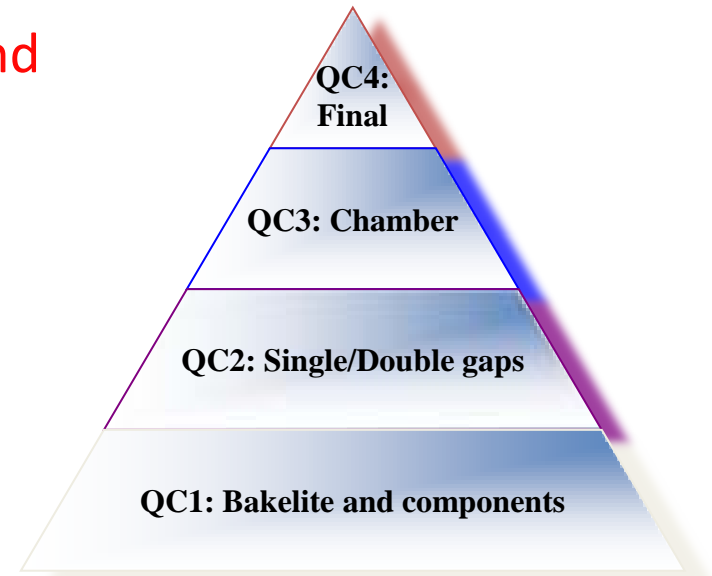 nd
QC4:
Final
QC3: Chamber
QC2: Single/Double gaps
QC1: Bakelite and components